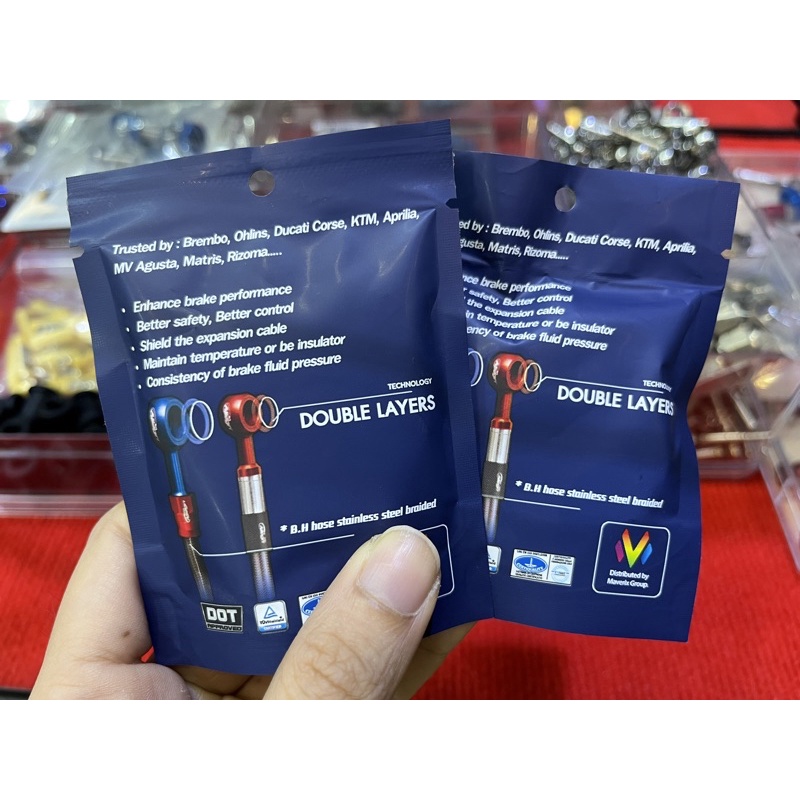 Trusted by : Brembo, Ohlins, Ducati Corse, KTM, Aprilia,
MV Agusta, Matris, Rizoma.....
• Enhance brake performance
• Better safety, Better control
• Shield the expansion cable
• Maintain temperature or be insulator
• Consistency of brake fluid pressure
TECHNOLOGY
DOUBLE LAYERS
* B.H hose stainless steel braided
DOT
ed by : Brembo, Ohlins, Ducati Corse, KTM, Aprilia,
gusta, Matris, Rizoma.....
nce brake performance
safety, Better control
the expansion cable
n temperature or be insulator
ency of brake fluid pressure
TECHNOLOGY
DOUBLE LAYERS
* B.H hose stainless steel braided
Distributed by
Maverix Group.